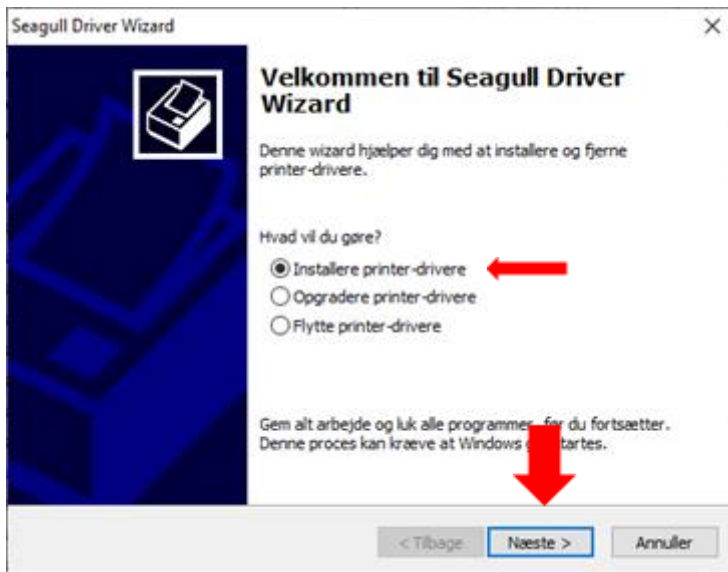 Seagull Driver Wizard
Velkommen til Seagull Driver
Wizard
Denne wizard hjælper dig med at installere og fjerne
printer-drivere.
Hvad vil du gøre?
Installere printer-drivere
Opgradere printer-drivere
Flytte printer-drivere
Gem alt arbejde og luk alle programmer, før du fortsætter.
Denne proces kan kræve at Windows
< Tilbage
Næste >
Annuller